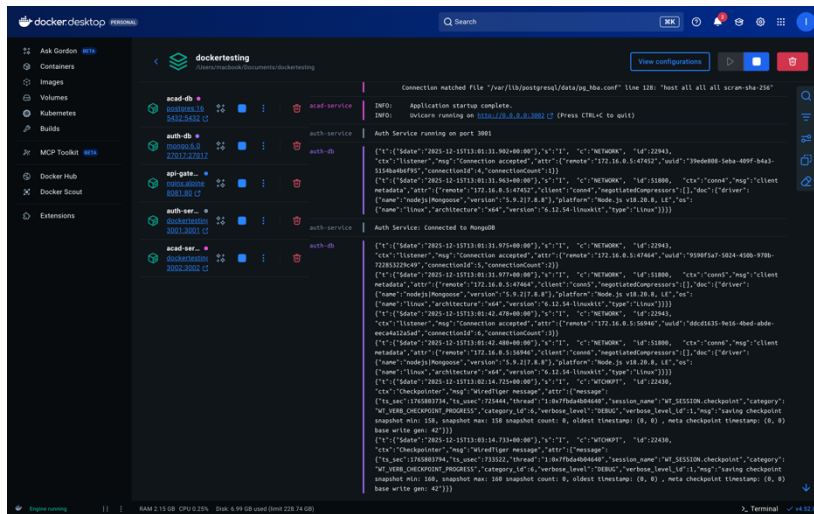 docker.desktop PERSONAL
Search
⌘K
Ask Gordon BETA
Containers
Images
Volumes
Kubernetes
Builds
MCP Toolkit BETA
Docker Hub
Docker Scout
Extensions
dockertesting
/Users/macbook/Documents/dockertesting
View configurations
acad-db
postgres:16
5432:5432
auth-db
mongo:6.0
27017:27017
api-gate...
nginx:alpine
8081:80
auth-ser...
dockertesting
3001:3001
acad-ser...
dockertesting
3002:3002
Connection matched file "/var/lib/postgresql/data/pg_hba.conf" line 128: "host all all all scram-sha-256"
acad-service
INFO: Application startup complete.
INFO: Uvicorn running on http://0.0.0.0:3002 (Press CTRL+C to quit)
auth-service
Auth Service running on port 3001
auth-db
{"t":{"$date":"2025-12-15T13:01:31.902+00:00"},"s":"I", "c":"NETWORK", "id":22943,
"ctx":"listener","msg":"Connection accepted","attr":{"remote":"172.16.0.5:47452","uuid":"39ede808-5eba-409f-b4a3-
5154ba4b6f95","connectionId":4,"connectionCount":1}}
{"t":{"$date":"2025-12-15T13:01:31.963+00:00"},"s":"I", "c":"NETWORK", "id":51800, "ctx":"conn4","msg":"client
metadata","attr":{"remote":"172.16.0.5:47452","client":"conn4","negotiatedCompressors":[],"doc":{"driver":
{"name":"nodejs|Mongoose","version":"5.9.2|7.8.8"},"platform":"Node.js v18.20.8, LE","os":
{"name":"linux","architecture":"x64","version":"6.12.54-linuxkit","type":"Linux"}}}}
auth-service
Auth Service: Connected to MongoDB
auth-db
{"t":{"$date":"2025-12-15T13:01:31.975+00:00"},"s":"I", "c":"NETWORK", "id":22943,
"ctx":"listener","msg":"Connection accepted","attr":{"remote":"172.16.0.5:47464","uuid":"9590f5a7-5024-450b-970b-
722853229c49","connectionId":5,"connectionCount":2}}
{"t":{"$date":"2025-12-15T13:01:31.977+00:00"},"s":"I", "c":"NETWORK", "id":51800, "ctx":"conn5","msg":"client
metadata","attr":{"remote":"172.16.0.5:47464","client":"conn5","negotiatedCompressors":[],"doc":{"driver":
{"name":"nodejs|Mongoose","version":"5.9.2|7.8.8"},"platform":"Node.js v18.20.8, LE","os":
{"name":"linux","architecture":"x64","version":"6.12.54-linuxkit","type":"Linux"}}}}
{"t":{"$date":"2025-12-15T13:01:42.478+00:00"},"s":"I", "c":"NETWORK", "id":22943,
"ctx":"listener","msg":"Connection accepted","attr":{"remote":"172.16.0.5:56946","uuid":"ddcd1635-9e16-4bed-abde-
eeca4a12a5ad","connectionId":6,"connectionCount":3}}
{"t":{"$date":"2025-12-15T13:01:42.480+00:00"},"s":"I", "c":"NETWORK", "id":51800, "ctx":"conn6","msg":"client
metadata","attr":{"remote":"172.16.0.5:56946","client":"conn6","negotiatedCompressors":[],"doc":{"driver":
{"name":"nodejs|Mongoose","version":"5.9.2|7.8.8"},"platform":"Node.js v18.20.8, LE","os":
{"name":"linux","architecture":"x64","version":"6.12.54-linuxkit","type":"Linux"}}}}
{"t":{"$date":"2025-12-15T13:02:14.725+00:00"},"s":"I", "c":"WTCHKPT", "id":22430,
"ctx":"Checkpointer","msg":"WiredTiger message","attr":{"message":
{"ts_sec":1765803734,"ts_usec":725444,"thread":"1:0x7fbda4b04640","session_name":"WT_SESSION.checkpoint","category":
"WT_VERB_CHECKPOINT_PROGRESS","category_id":6,"verbose_level":"DEBUG","verbose_level_id":1,"msg":"saving checkpoint
snapshot min: 158, snapshot max: 158 snapshot count: 0, oldest timestamp: (0, 0) , meta checkpoint timestamp: (0, 0)
base write gen: 42"}}}
{"t":{"$date":"2025-12-15T13:03:14.733+00:00"},"s":"I", "c":"WTCHKPT", "id":22430,
"ctx":"Checkpointer","msg":"WiredTiger message","attr":{"message":
{"ts_sec":1765803794,"ts_usec":733522,"thread":"1:0x7fbda4b04640","session_name":"WT_SESSION.checkpoint","category":
"WT_VERB_CHECKPOINT_PROGRESS","category_id":6,"verbose_level":"DEBUG","verbose_level_id":1,"msg":"saving checkpoint
snapshot min: 160, snapshot max: 160 snapshot count: 0, oldest timestamp: (0, 0) , meta checkpoint timestamp: (0, 0)
base write gen: 42"}}}
Engine running
RAM 2.15 GB CPU 0.25% Disk: 6.99 GB used (limit 228.74 GB)
Terminal